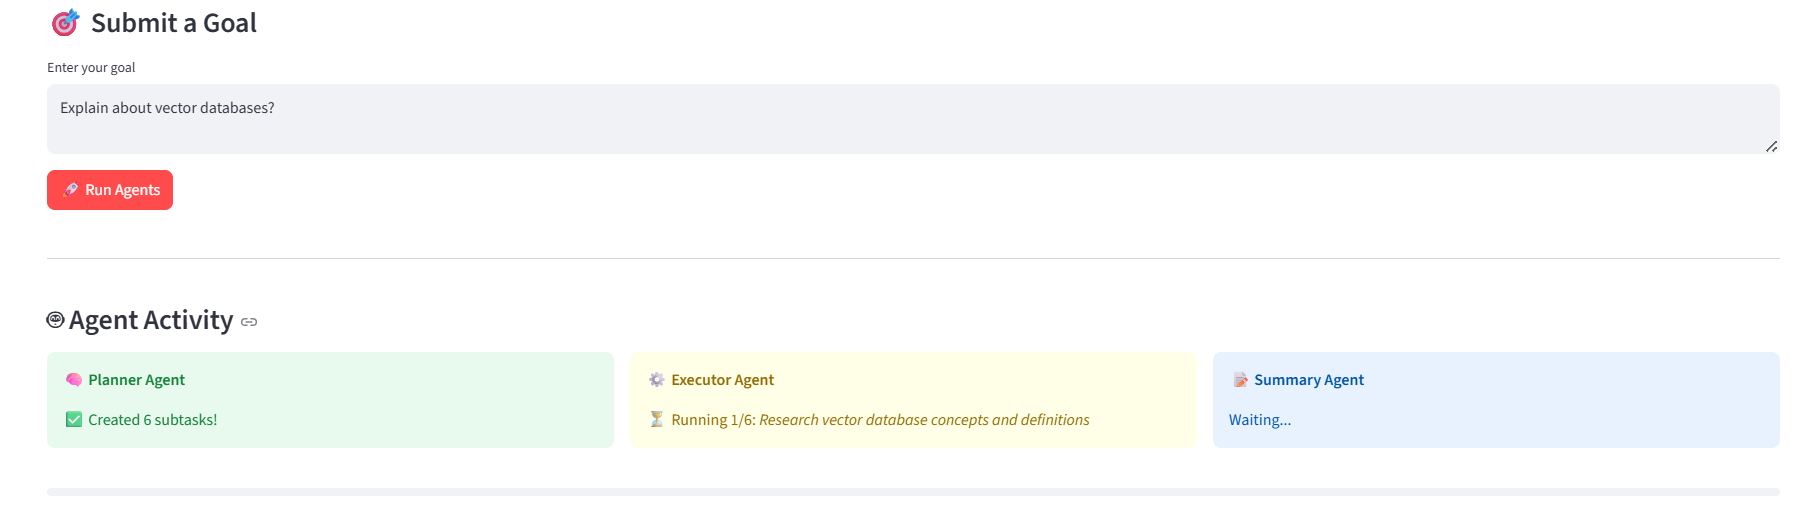 🎯 Submit a Goal
Enter your goal
Explain about vector databases?
🚀 Run Agents
Agent Activity
🧠 Planner Agent
✅ Created 6 subtasks!
⚙️ Executor Agent
⏳ Running 1/6: Research vector database concepts and definitions
📝 Summary Agent
Waiting...